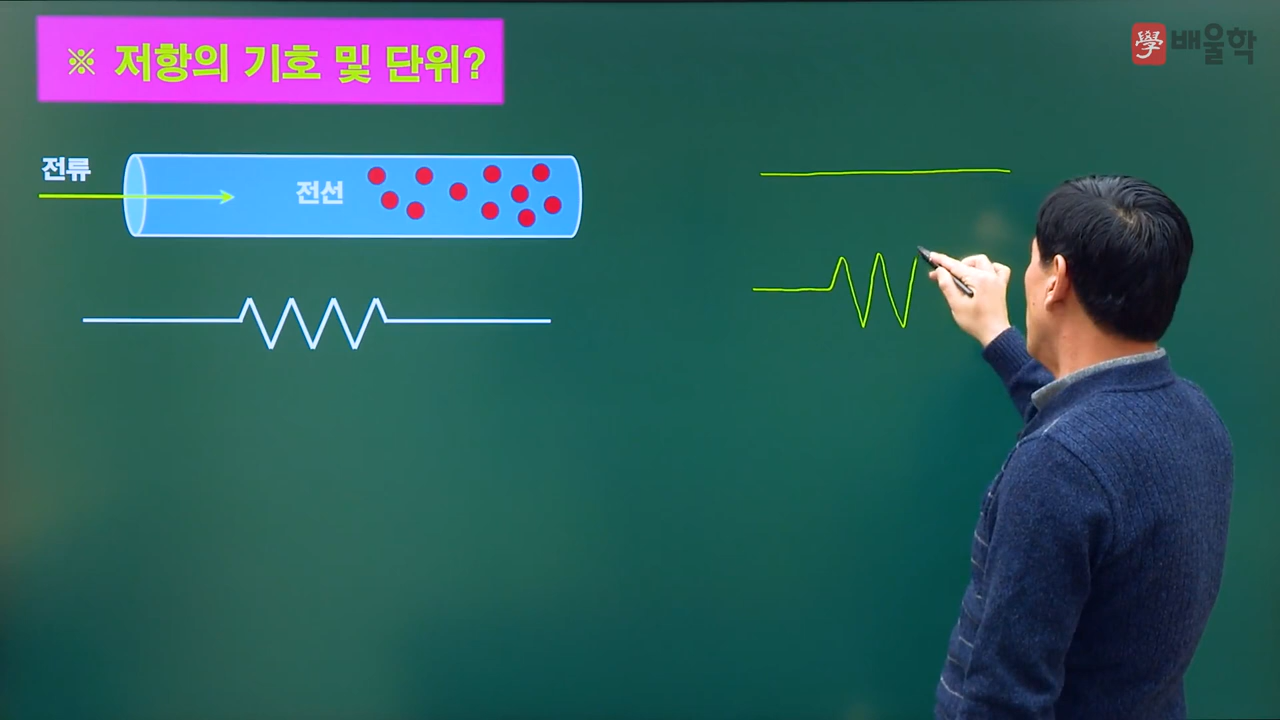 ※ 저항의 기호 및 단위?
學 배울학
전류
전선